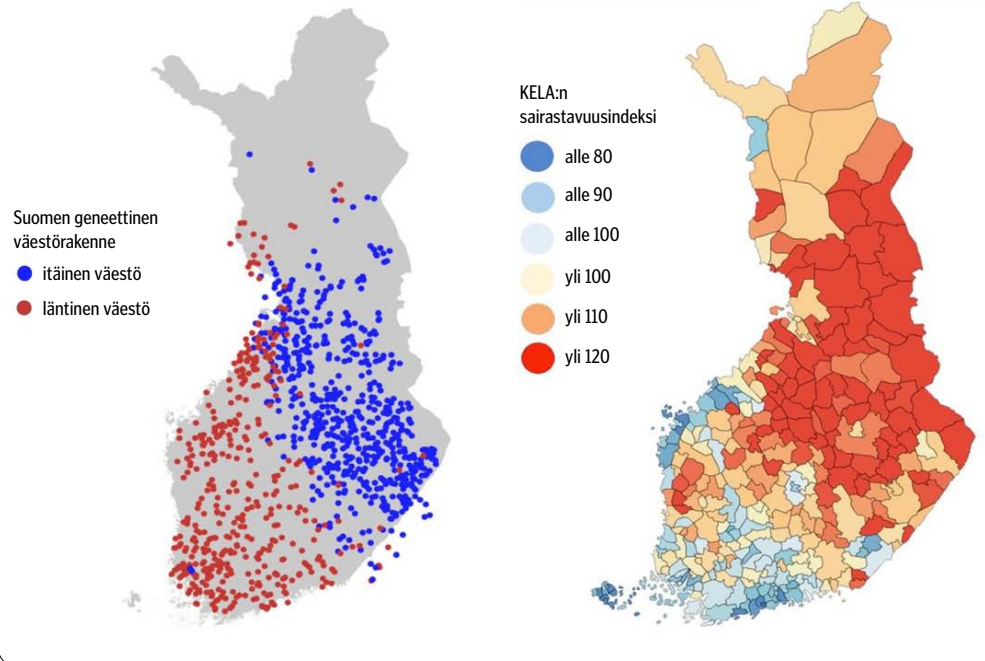 Suomen geneettinen
väestörakenne
itäinen väestö
läntinen väestö
KELA:n
sairastavuusindeksi
alle 80
alle 90
alle 100
yli 100
yli 110
yli 120